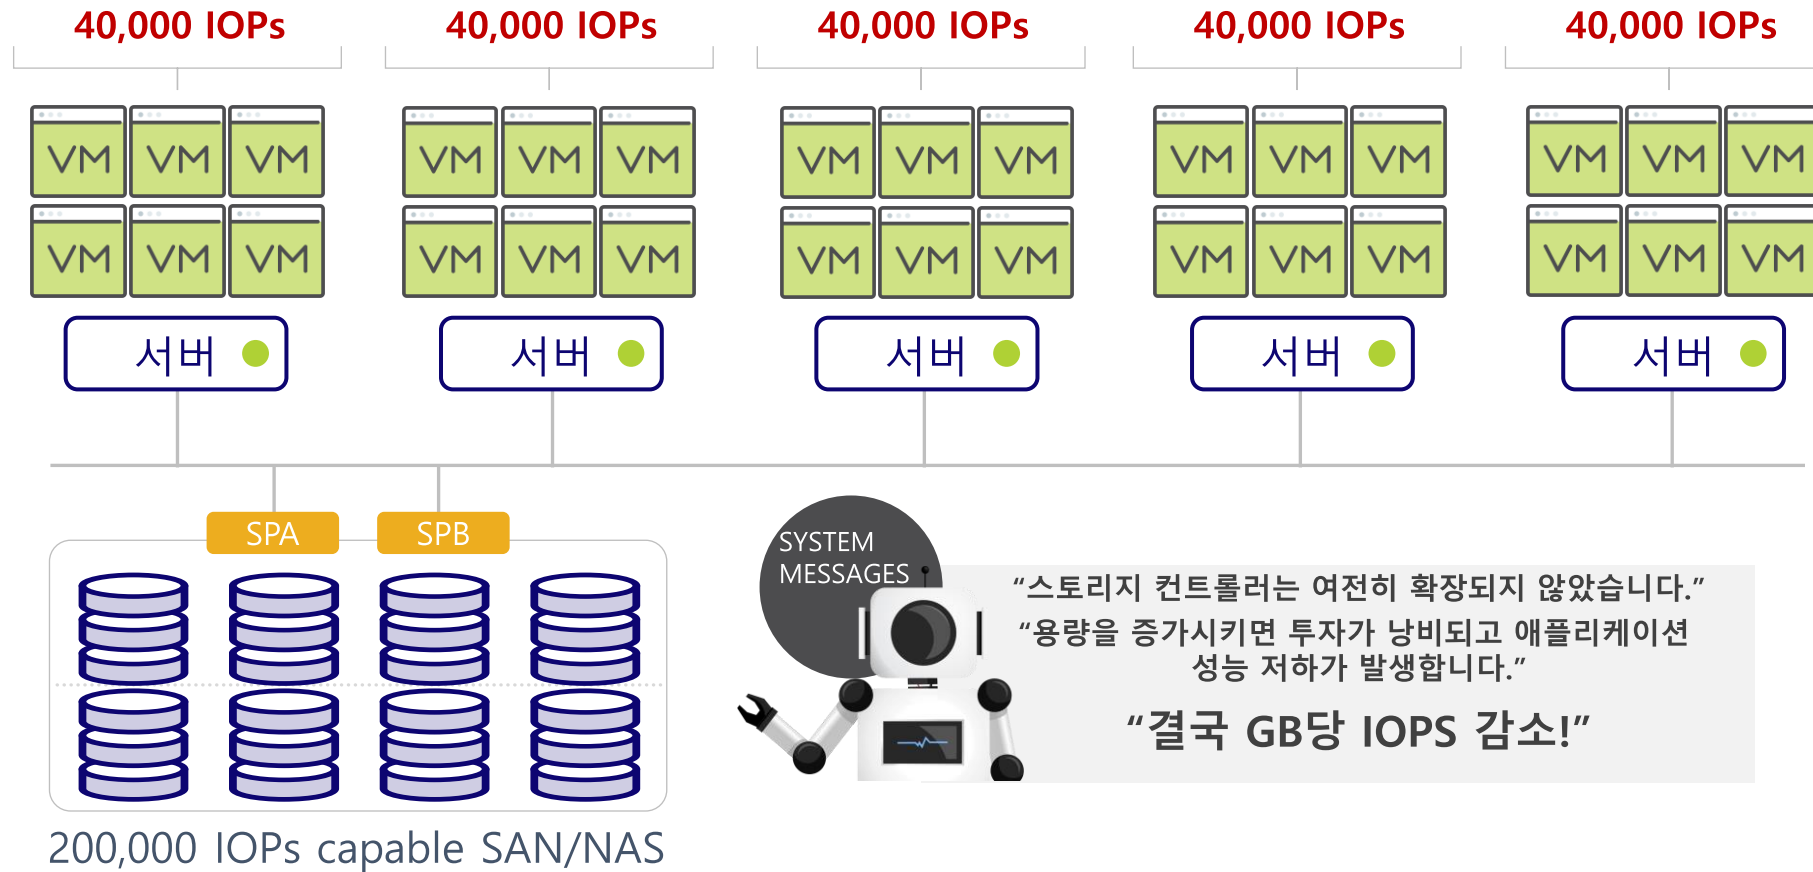 40,000 IOPs 40,000 IOPs 40,000 IOPs 40,000 IOPs 40,000 IOPs
VM VM VM VM VM VM VM VM VM VM VM VM VM VM VM
VM VM VM VM VM VM VM VM VM VM VM VM VM VM VM
서버 서버 서버 서버 서버
SPA SPB
SYSTEM
MESSAGES
“스토리지 컨트롤러는 여전히 확장되지 않았습니다.”
“용량을 증가시키면 투자가 낭비되고 애플리케이션
성능 저하가 발생합니다.”
“결국 GB당 IOPS 감소!”
200,000 IOPs capable SAN/NAS